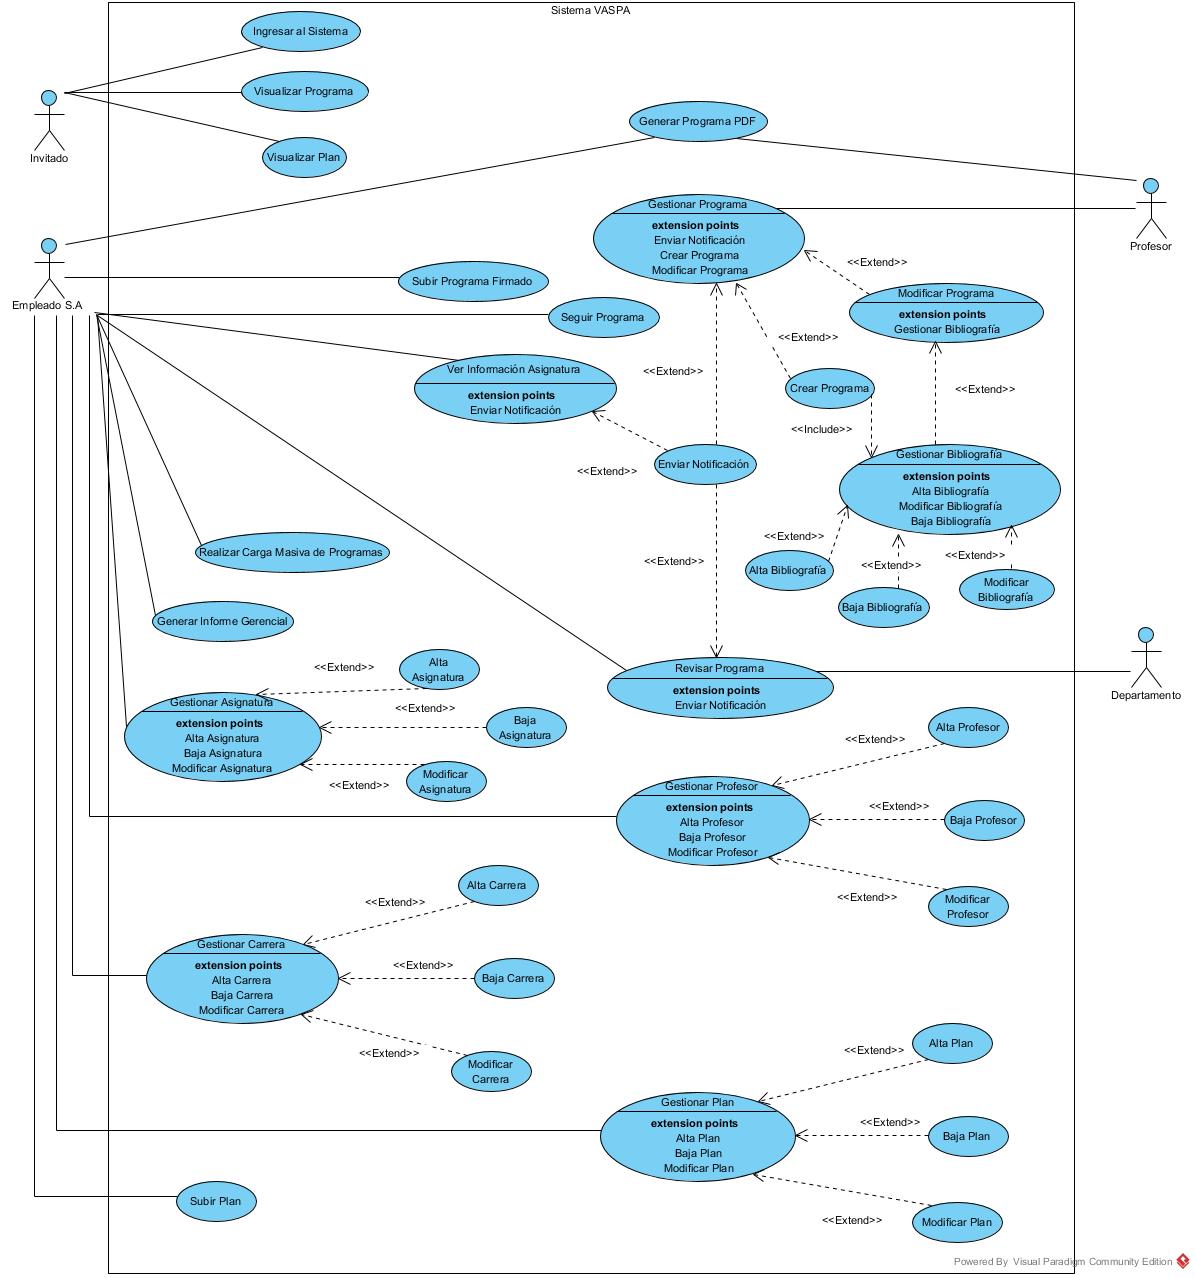 Sistema VASPA
Ingresar al Sistema
Visualizar Programa
Invitado
Visualizar Plan
Generar Programa PDF
Profesor
Gestionar Programa
extension points
Enviar Notificación
Crear Programa
Modificar Programa
<<Extend>>
Empleado S.A
Subir Programa Firmado
Seguir Programa
Modificar Programa
extension points
Gestionar Bibliografía
<<Extend>>
<<Extend>>
Ver Información Asignatura
extension points
Enviar Notificación
Crear Programa
<<Extend>>
<<Include>>
Enviar Notificación
<<Extend>>
Gestionar Bibliografía
extension points
Alta Bibliografía
Modificar Bibliografía
Baja Bibliografía
<<Extend>>
<<Extend>>
<<Extend>>
<<Extend>>
Alta Bibliografía
Baja Bibliografía
Modificar
Bibliografía
Realizar Carga Masiva de Programas
Generar Informe Gerencial
Revisar Programa
extension points
Enviar Notificación
Departamento
<<Extend>>
Alta
Asignatura
Gestionar Asignatura
extension points
Alta Asignatura
Baja Asignatura
Modificar Asignatura
<<Extend>>
Baja
Asignatura
<<Extend>>
Modificar
Asignatura
Alta Profesor
<<Extend>>
Gestionar Profesor
extension points
Alta Profesor
Baja Profesor
Modificar Profesor
<<Extend>>
Baja Profesor
<<Extend>>
Modificar
Profesor
Alta Carrera
<<Extend>>
Gestionar Carrera
extension points
Alta Carrera
Baja Carrera
Modificar Carrera
<<Extend>>
Baja Carrera
<<Extend>>
Modificar
Carrera
Alta Plan
<<Extend>>
Gestionar Plan
extension points
Alta Plan
Baja Plan
Modificar Plan
<<Extend>>
Baja Plan
<<Extend>>
Modificar Plan
Subir Plan
Powered By Visual Paradigm Community Edition